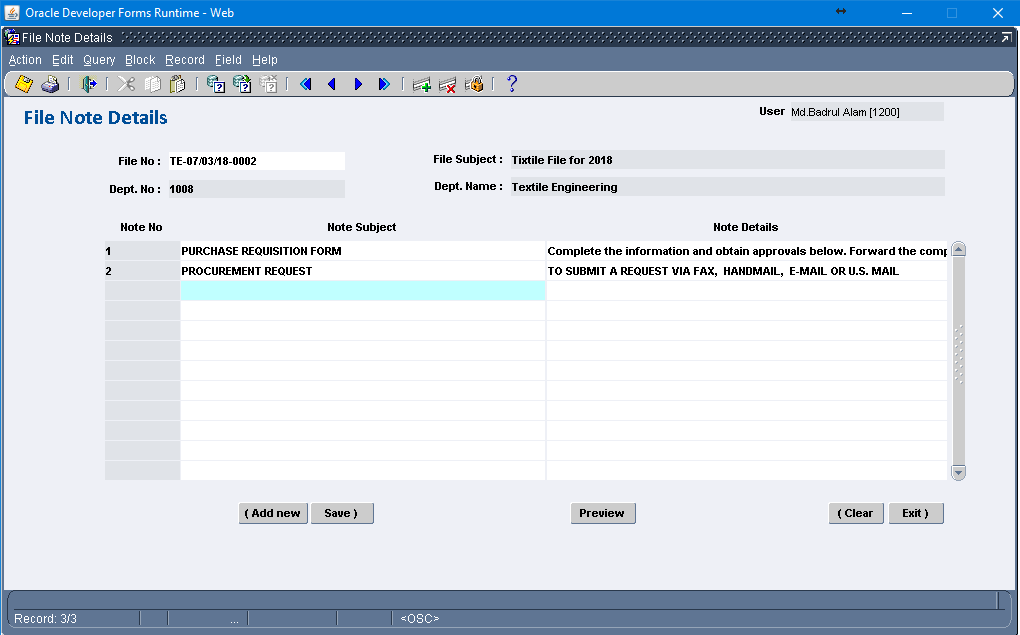 Oracle Developer Forms Runtime - Web
File Note Details
Action Edit Query Block Record Field Help
File Note Details
User Md.Badrul Alam [1200]
File No : TE-07/03/18-0002
File Subject : Tixtile File for 2018
Dept. No : 1008
Dept. Name : Textile Engineering
Note No Note Subject Note Details
1 PURCHASE REQUISITION FORM Complete the information and obtain approvals below. Forward the comp
2 PROCUREMENT REQUEST TO SUBMIT A REQUEST VIA FAX, HANDMAIL, E-MAIL OR U.S. MAIL
( Add new Save ) Preview ( Clear Exit )
Record: 3/3 ... <OSC>